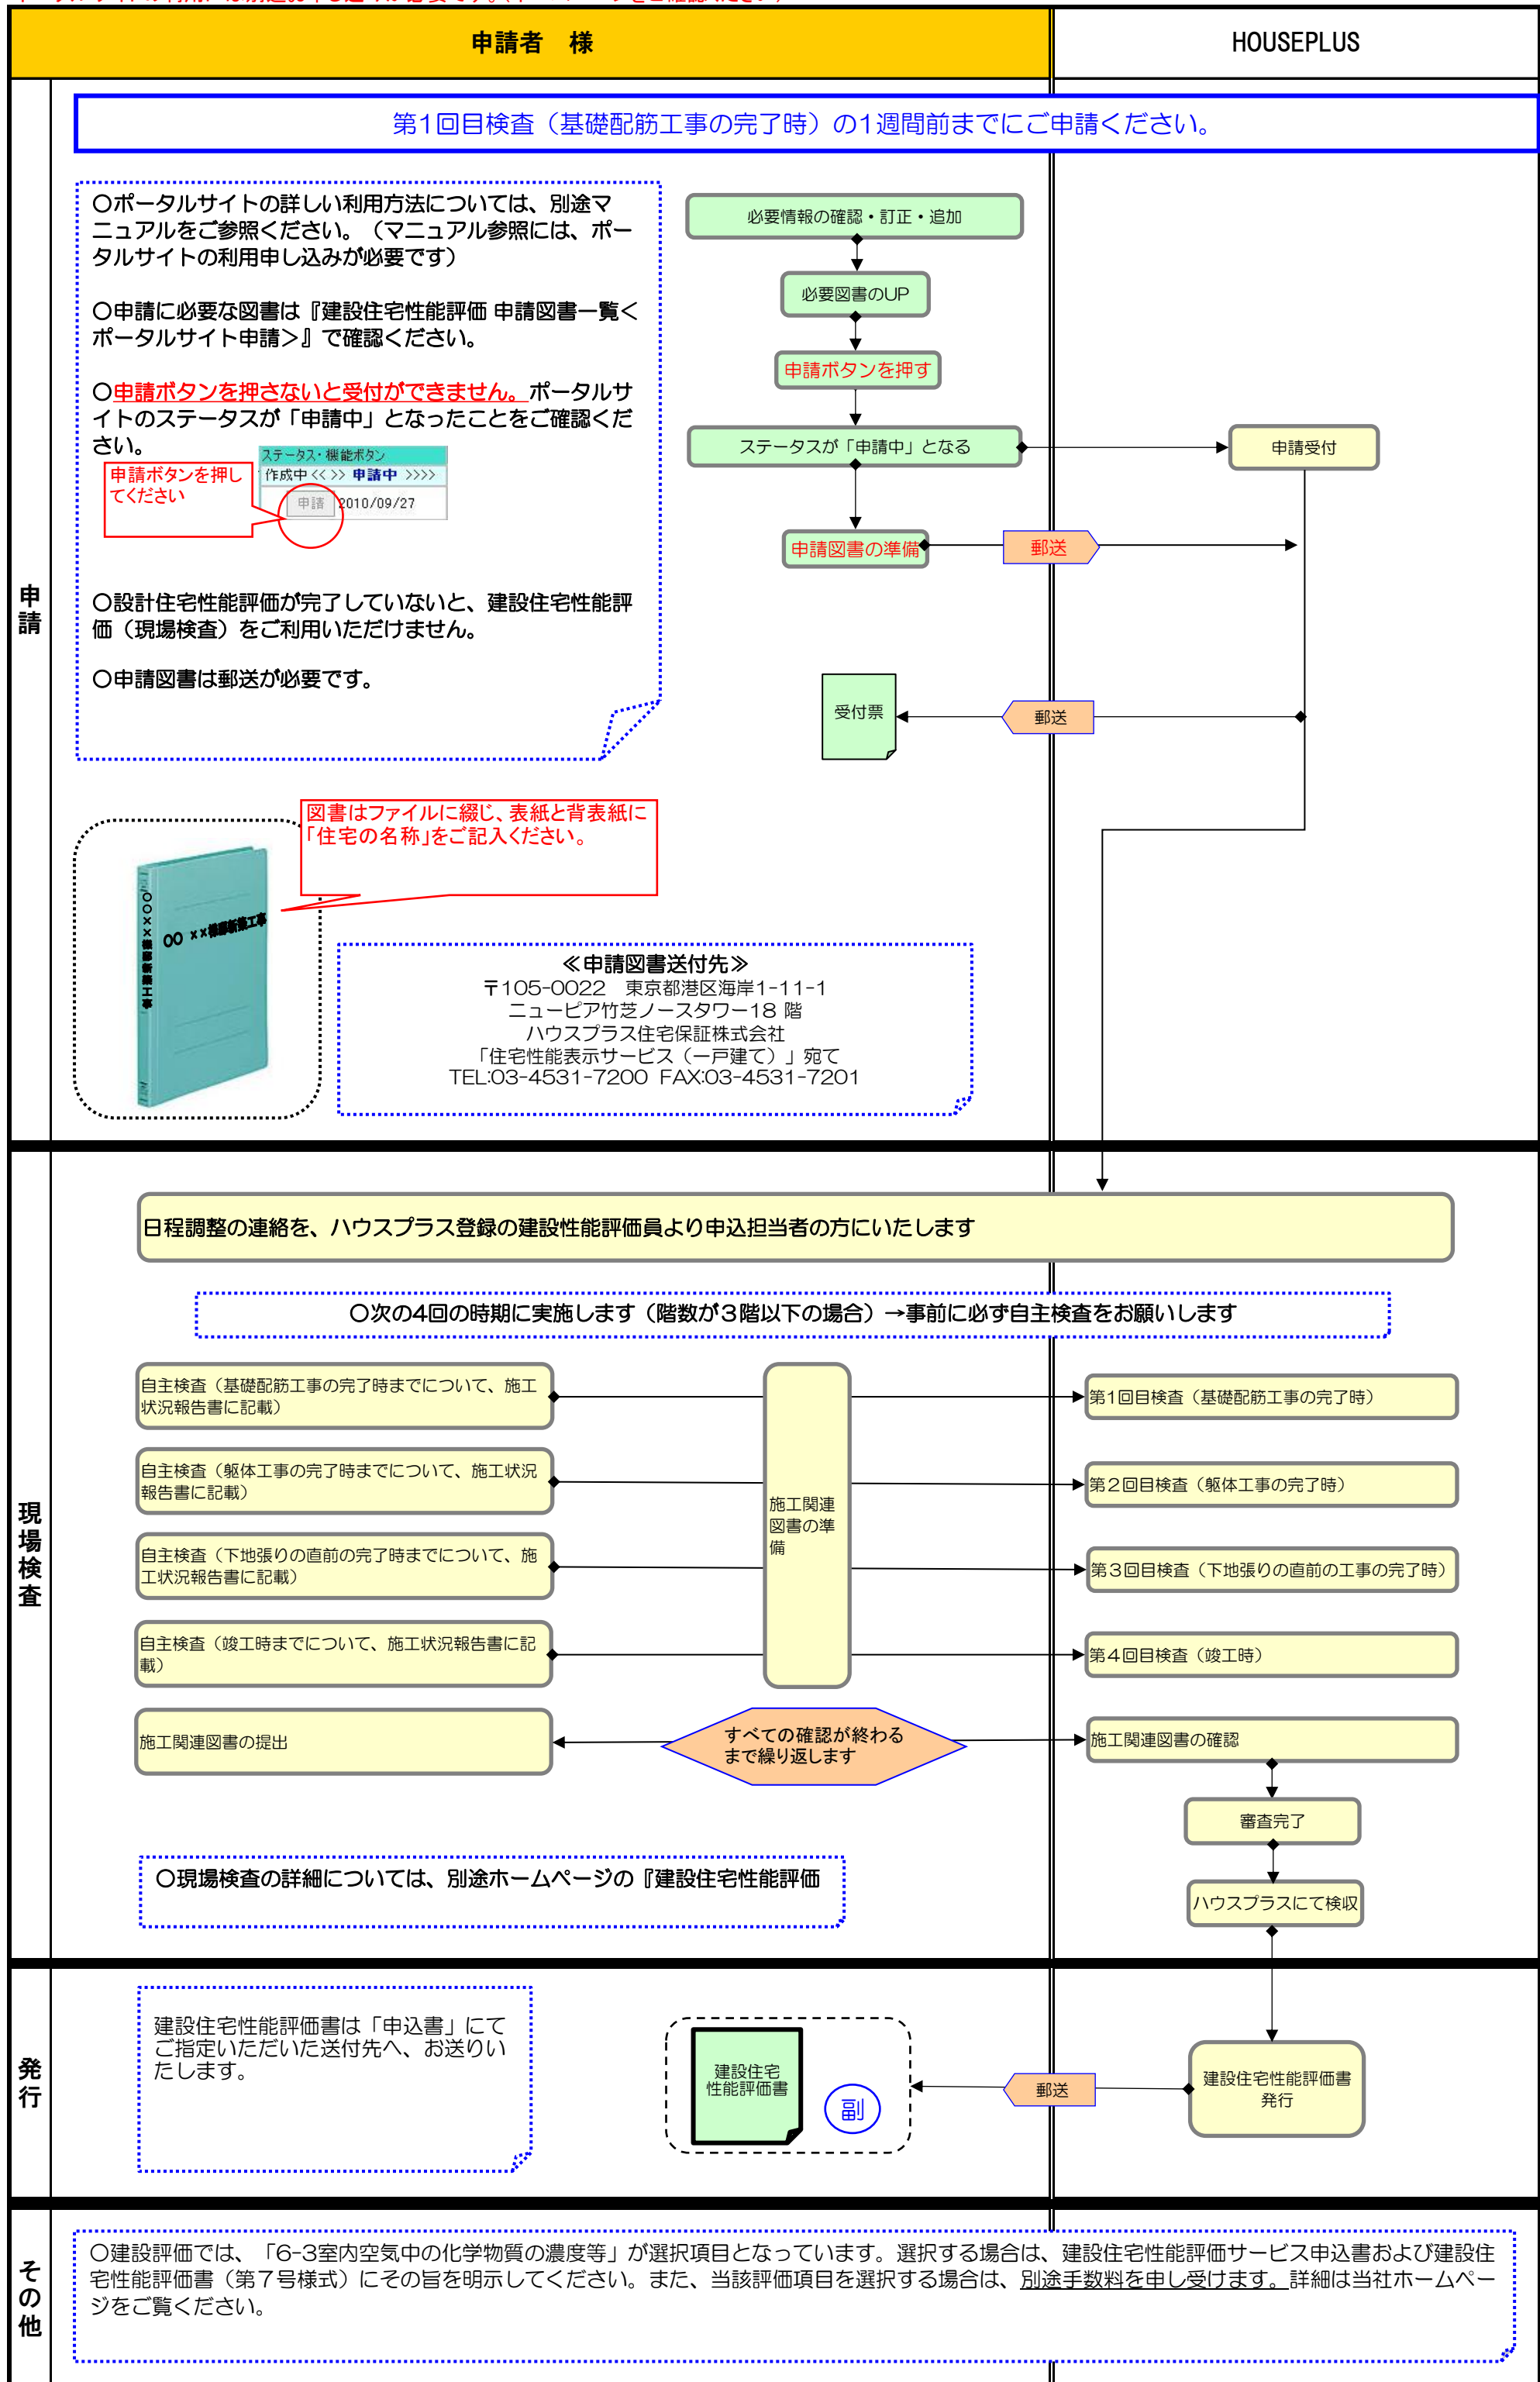 申請者　様
HOUSEPLUS
申請
第1回目検査（基礎配筋工事の完了時）の1週間前までにご申請ください。
〇ポータルサイトの詳しい利用方法については、別途マ
ニュアルをご参照ください。（マニュアル参照には、ポー
タルサイトの利用申し込みが必要です）
〇申請に必要な図書は『建設住宅性能評価 申請図書一覧＜
ポータルサイト申請＞』で確認ください。
〇申請ボタンを押さないと受付ができません。ポータルサ
イトのステータスが「申請中」となったことをご確認くだ
さい。
申請ボタンを押し
てください
ステータス・機能ボタン
作成中 << >> 申請中 >>>>
申請 2010/09/27
〇設計住宅性能評価が完了していないと、建設住宅性能評
価（現場検査）をご利用いただけません。
〇申請図書は郵送が必要です。
必要情報の確認・訂正・追加
必要図書のUP
申請ボタンを押す
ステータスが「申請中」となる
申請受付
申請図書の準備
郵送
受付票
郵送
図書はファイルに綴じ、表紙と背表紙に
「住宅の名称」をご記入ください。
〇〇××様邸新築工事
〇〇 ××様邸新築工事
≪申請図書送付先≫
〒105-0022　東京都港区海岸1-11-1
ニューピア竹芝ノースタワー18 階
ハウスプラス住宅保証株式会社
「住宅性能表示サービス（一戸建て）」宛て
TEL:03-4531-7200 FAX:03-4531-7201
現場検査
日程調整の連絡を、ハウスプラス登録の建設性能評価員より申込担当者の方にいたします
〇次の4回の時期に実施します（階数が３階以下の場合）→事前に必ず自主検査をお願いします
自主検査（基礎配筋工事の完了時までについて、施工
状況報告書に記載）
自主検査（躯体工事の完了時までについて、施工状況
報告書に記載）
自主検査（下地張りの直前の完了時までについて、施
工状況報告書に記載）
自主検査（竣工時までについて、施工状況報告書に記
載）
施工関連
図書の準
備
第1回目検査（基礎配筋工事の完了時）
第２回目検査（躯体工事の完了時）
第３回目検査（下地張りの直前の工事の完了時）
第４回目検査（竣工時）
施工関連図書の提出
すべての確認が終わる
まで繰り返します
施工関連図書の確認
審査完了
ハウスプラスにて検収
〇現場検査の詳細については、別途ホームページの『建設住宅性能評価
発行
建設住宅性能評価書は「申込書」にて
ご指定いただいた送付先へ、お送りい
たします。
建設住宅
性能評価書
副
郵送
建設住宅性能評価書
発行
その他
〇建設評価では、「6-3室内空気中の化学物質の濃度等」が選択項目となっています。選択する場合は、建設住宅性能評価サービス申込書および建設住
宅性能評価書（第７号様式）にその旨を明示してください。また、当該評価項目を選択する場合は、別途手数料を申し受けます。詳細は当社ホームペー
ジをご覧ください。